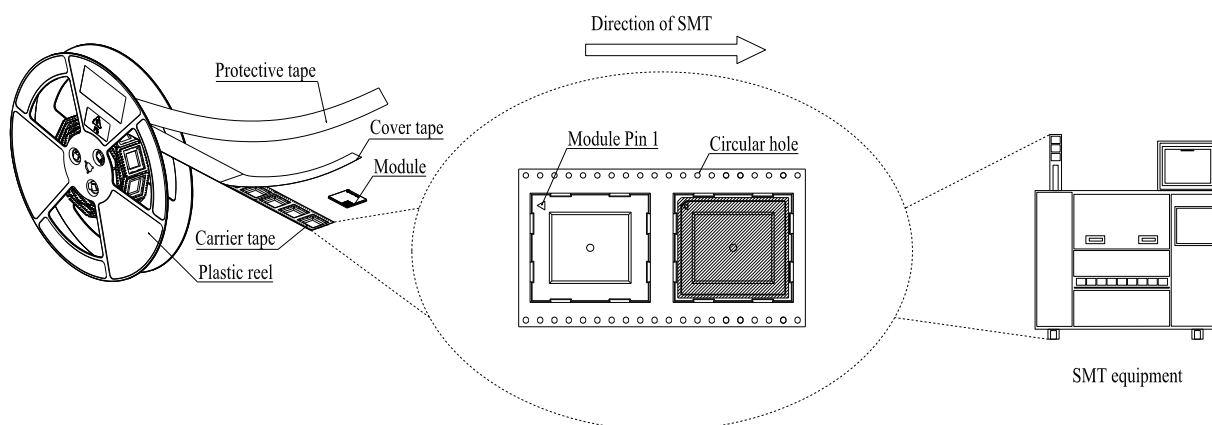 Direction of SMT
Protective tape
Cover tape
Module
Module Pin 1
Circular hole
Carrier tape
Plastic reel
SMT equipment